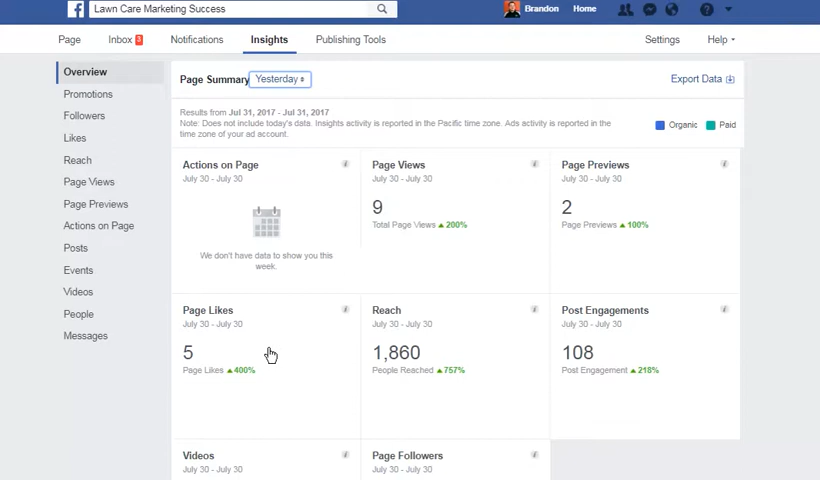 Lawn Care Marketing Success
Brandon Home
Page Inbox 3 Notifications Insights Publishing Tools Settings Help
Overview
Promotions
Followers
Likes
Reach
Page Views
Page Previews
Actions on Page
Posts
Events
Videos
People
Messages
Page Summary Yesterday
Export Data
Results from Jul 31, 2017 - Jul 31, 2017
Note: Does not include today's data. Insights activity is reported in the Pacific time zone. Ads activity is reported in the
time zone of your ad account.
Organic Paid
Actions on Page
July 30 - July 30
We don't have data to show you this
week.
Page Views
July 30 - July 30
9
Total Page Views 200%
Page Previews
July 30 - July 30
2
Page Previews 100%
Page Likes
July 30 - July 30
5
Page Likes 400%
Reach
July 30 - July 30
1,860
People Reached 757%
Post Engagements
July 30 - July 30
108
Post Engagement 218%
Videos
July 30 - July 30
Page Followers
July 30 - July 30